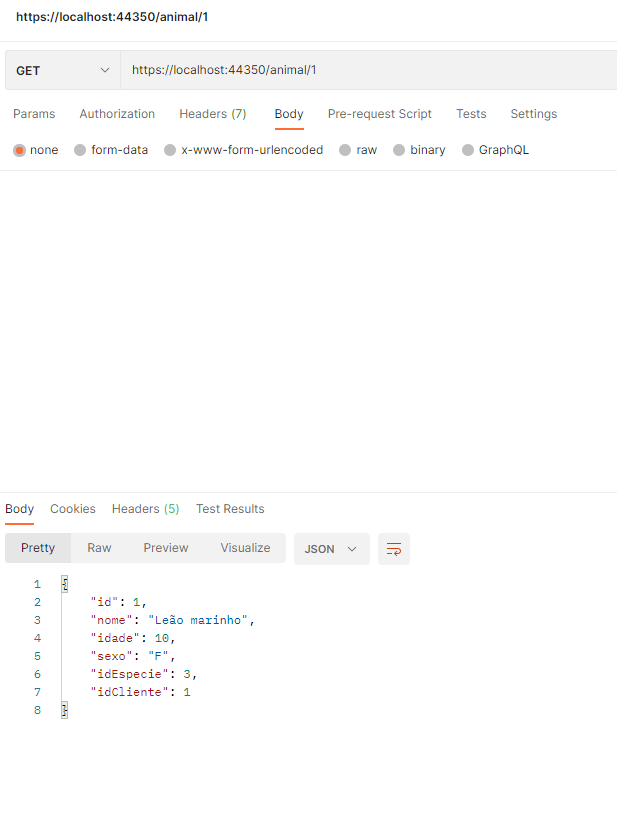 https://localhost:44350/animal/1
GET https://localhost:44350/animal/1
Params Authorization Headers (7) Body Pre-request Script Tests Settings
none form-data x-www-form-urlencoded raw binary GraphQL
Body Cookies Headers (5) Test Results
Pretty Raw Preview Visualize JSON
1 {
2 "id": 1,
3 "nome": "Leão marinho",
4 "idade": 10,
5 "sexo": "F",
6 "idEspecie": 3,
7 "idCliente": 1
8 }